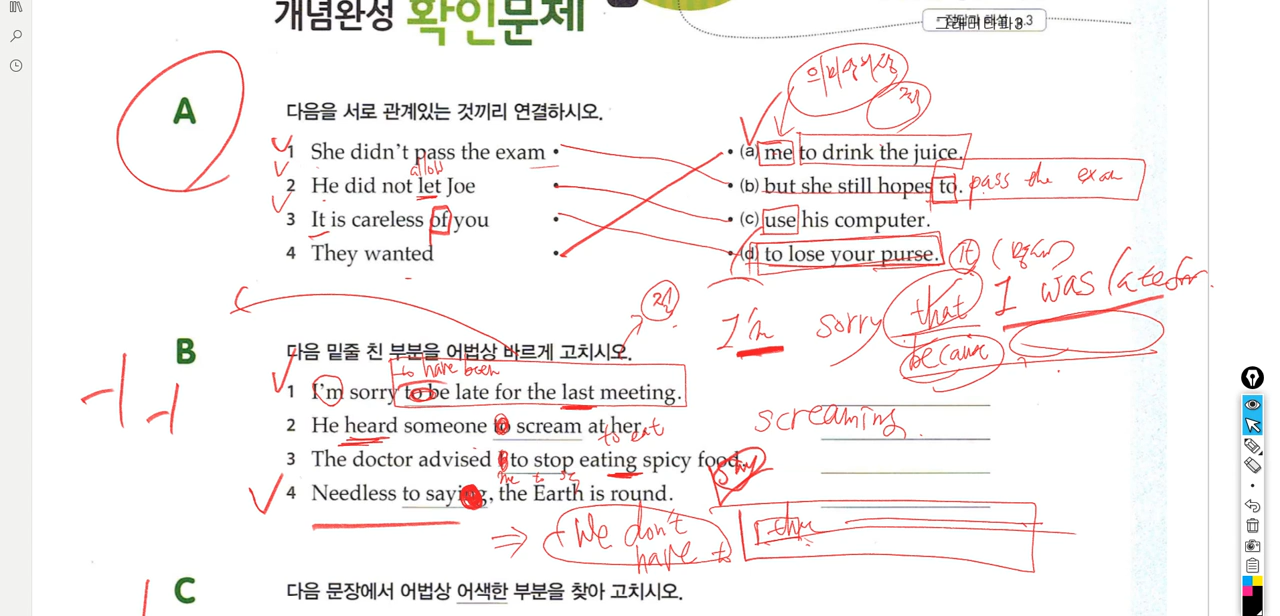 개념완성 확인문제
A
다음을 서로 관계있는 것끼리 연결하시오.
1 She didn't pass the exam •
allow
2 He did not let Joe •
3 It is careless of you •
4 They wanted •
• (a) me to drink the juice.
• (b) but she still hopes to. pass the exam
• (c) use his computer.
• (d) to lose your purse. it
I'm sorry that I was late for
because
B
다음 밑줄 친 부분을 어법상 바르게 고치시오.
to have been
1 I'm sorry to be late for the last meeting.
2 He heard someone to scream at her. screaming
to eat
3 The doctor advised to stop eating spicy food.
4 Needless to saying, the Earth is round.
⇒ We don't have to
C
다음 문장에서 어법상 어색한 부분을 찾아 고치시오.